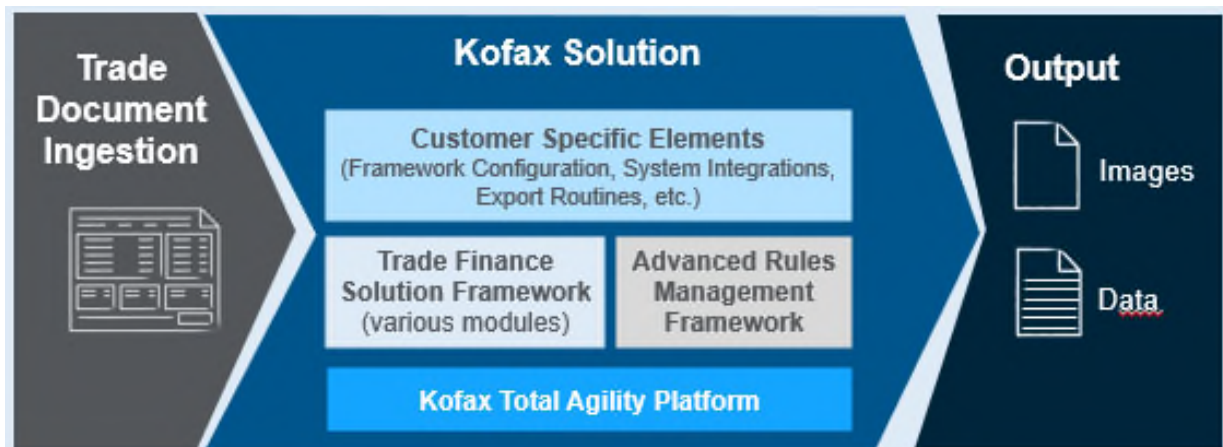 Trade
Document
Ingestion
Kofax Solution
Customer Specific Elements
(Framework Configuration, System Integrations,
Export Routines, etc.)
Trade Finance
Solution Framework
(various modules)
Advanced Rules
Management
Framework
Kofax Total Agility Platform
Output
Images
Data